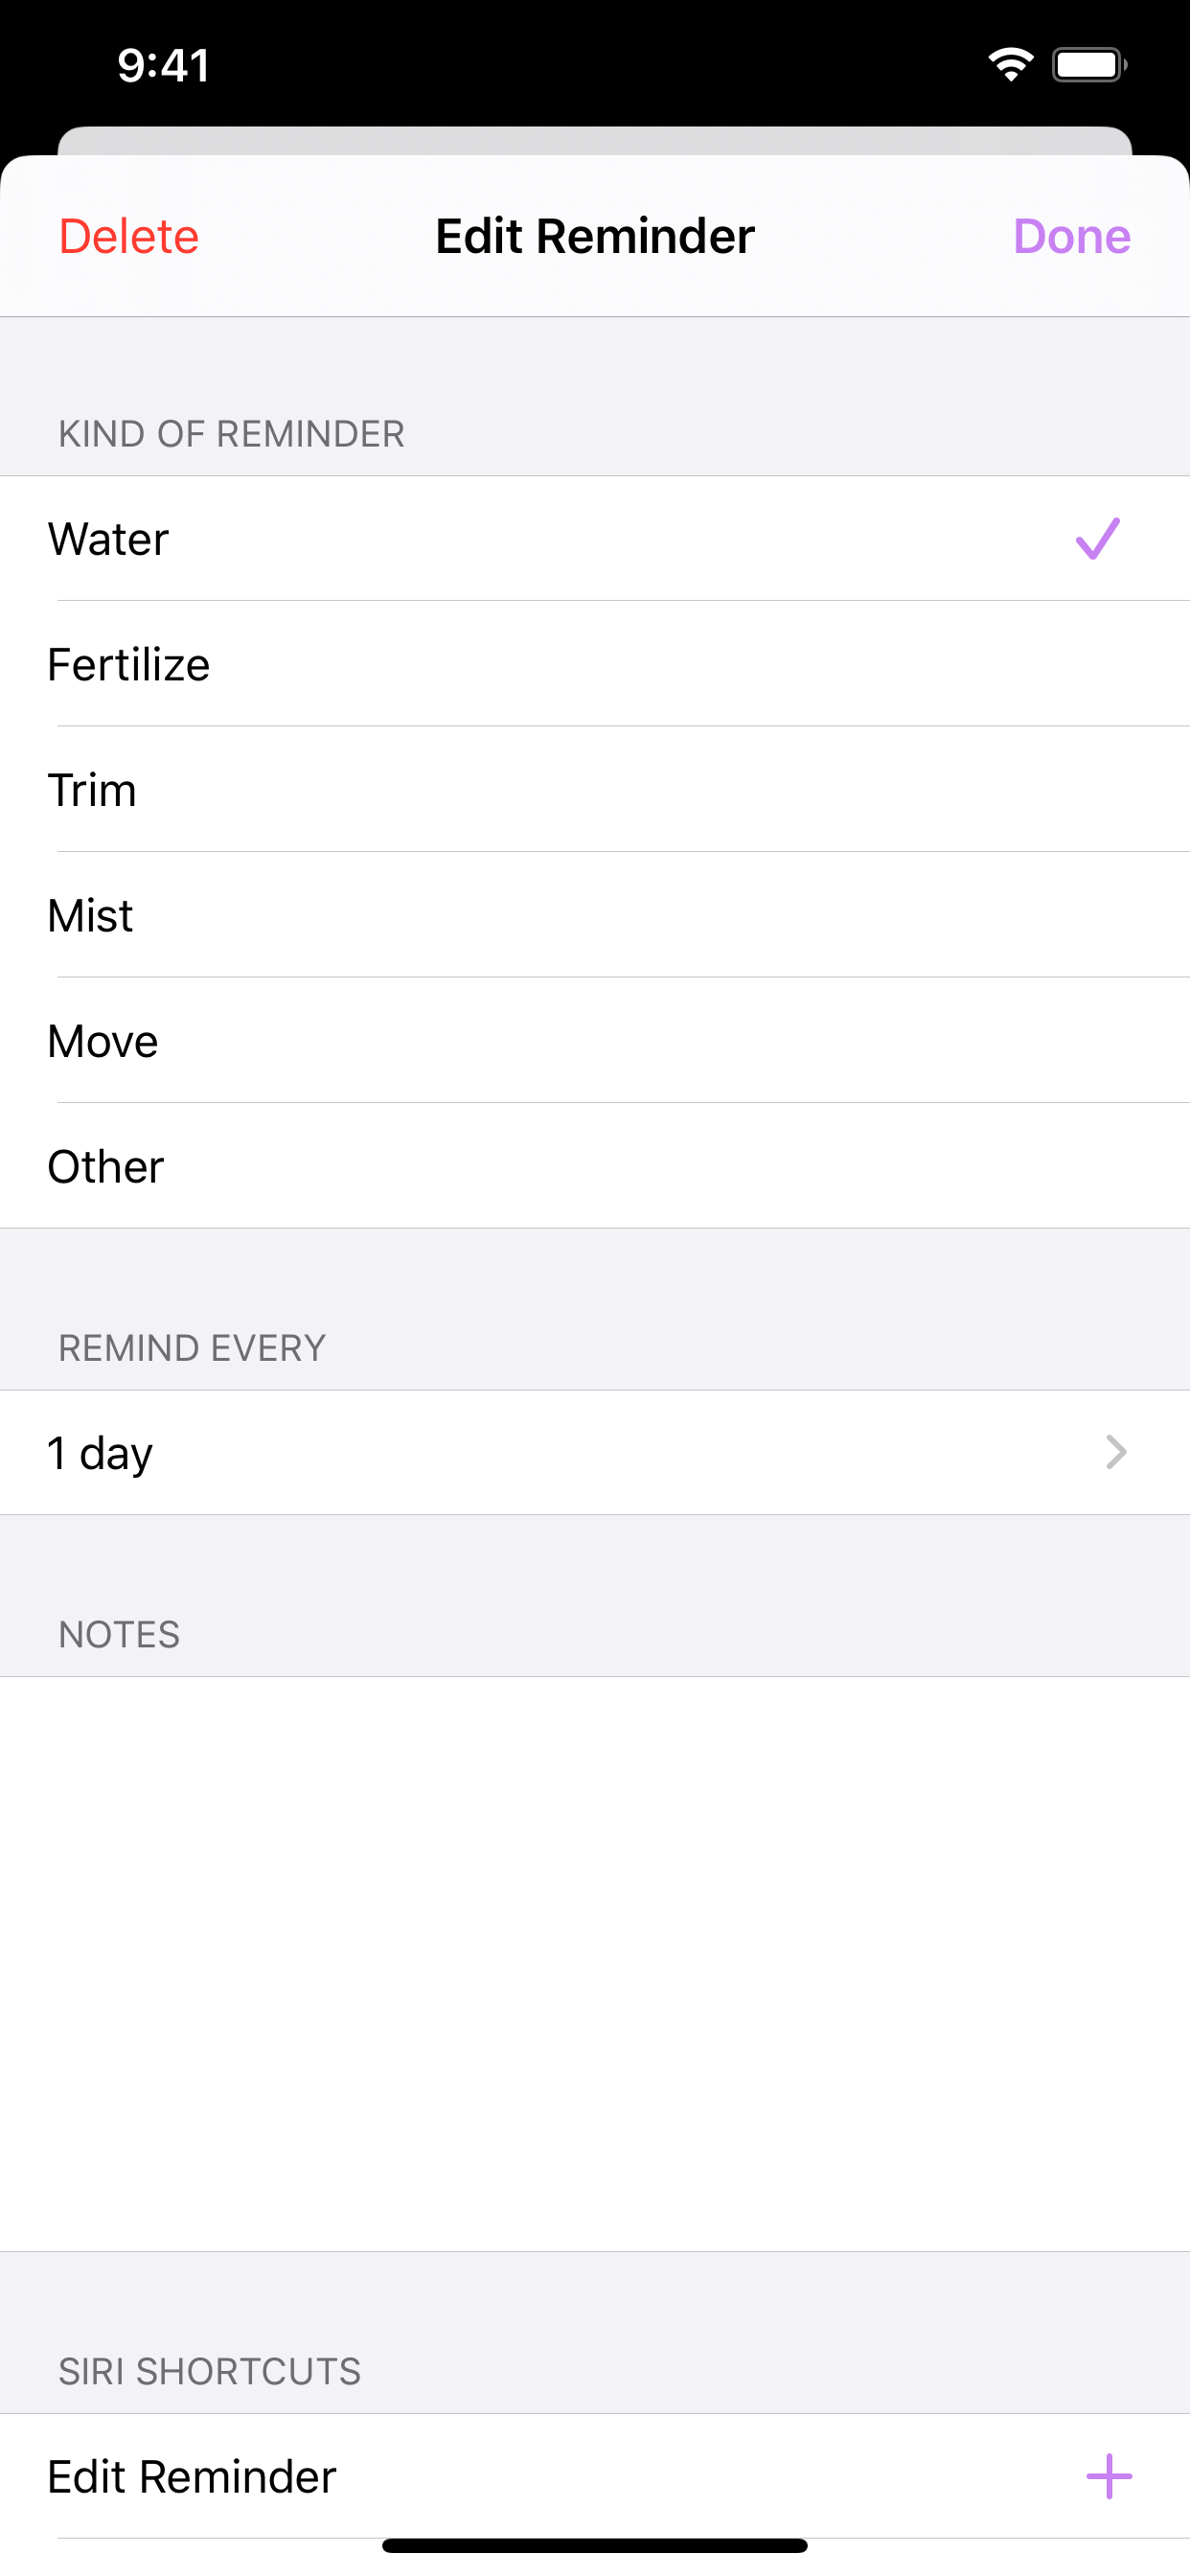 9:41
Delete
Edit Reminder
Done
KIND OF REMINDER
Water
Fertilize
Trim
Mist
Move
Other
REMIND EVERY
1 day
NOTES
SIRI SHORTCUTS
Edit Reminder